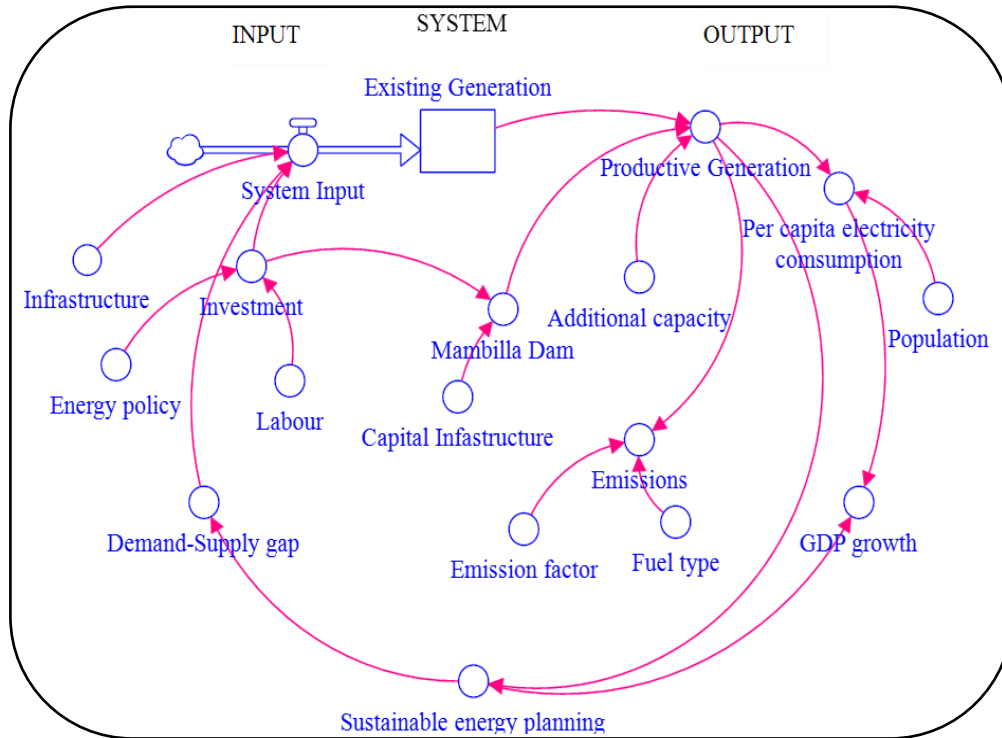 INPUT
SYSTEM
OUTPUT
Existing Generation
System Input
Productive Generation
Per capita electricity
comsumption
Infrastructure
Investment
Additional capacity
Population
Mambilla Dam
Energy policy
Labour
Capital Infastructure
Emissions
Demand-Supply gap
Emission factor
Fuel type
GDP growth
Sustainable energy planning